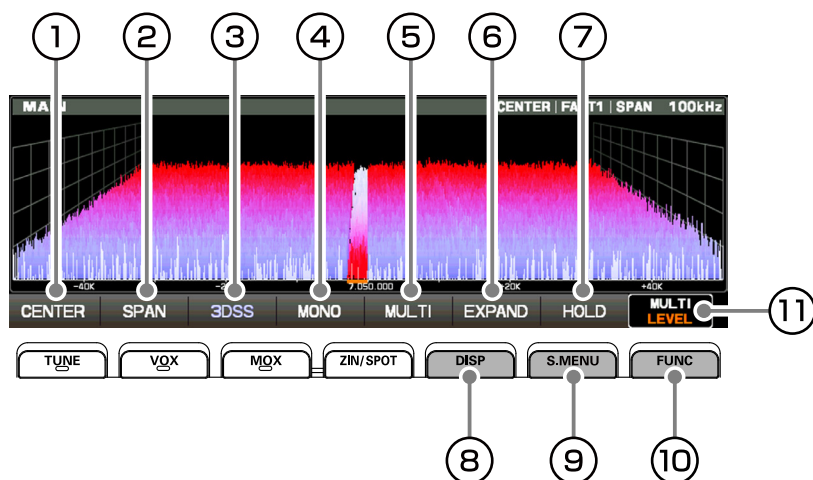 1 2 3 4 5 6 7
MAIN CENTER | FAST1 | SPAN 100kHz
-40K 7.050.000 +40K
CENTER SPAN 3DSS MONO MULTI EXPAND HOLD MULTI
LEVEL
11
TUNE VOX MOX ZIN/SPOT DISP S.MENU FUNC
8 9 10